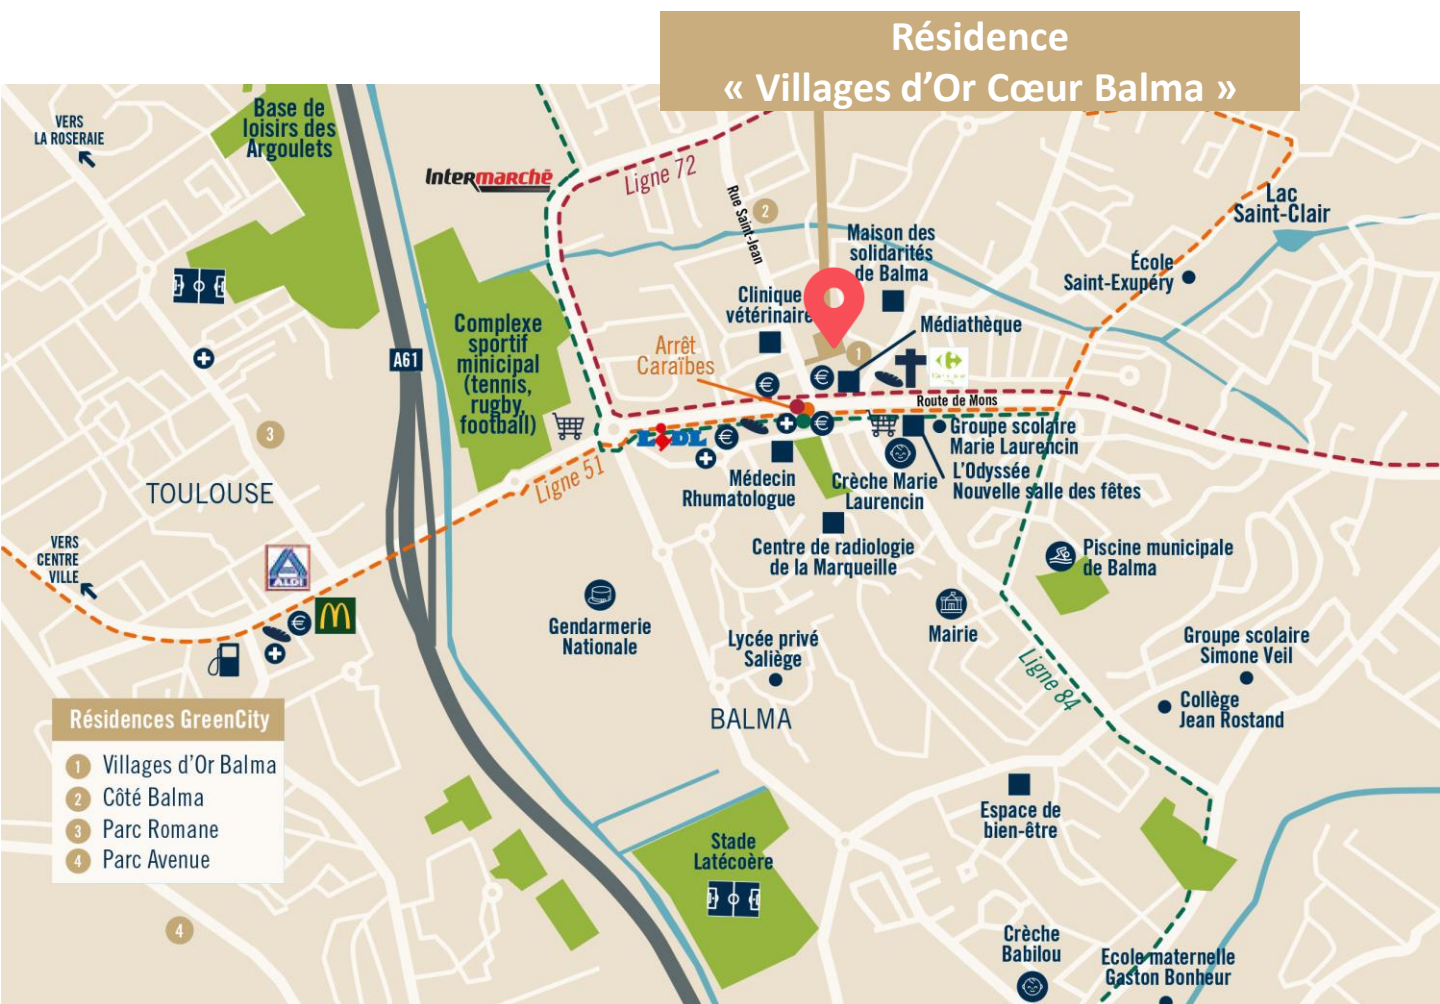 Résidence
« Villages d’Or Cœur Balma »
VERS
LA ROSERAIE
Base de
loisirs des
Argoulets
Intermarché
Ligne 72
Rue Saint-Jean
2
Maison des
solidarités
de Balma
Lac
Saint-Clair
École
Saint-Exupéry
Clinique
vétérinaire
Médiathèque
Complexe
sportif
minicipal
(tennis,
rugby,
football)
A61
Arrêt
Caraïbes
1
€
€
Route de Mons
3
LIDL
€
€
Groupe scolaire
Marie Laurencin
L'Odyssée
Nouvelle salle des fêtes
Ligne 51
Médecin
Rhumatologue
Crèche Marie
Laurencin
TOULOUSE
VERS
CENTRE
VILLE
ALDI
€
Centre de radiologie
de la Marqueille
Piscine municipale
de Balma
Gendarmerie
Nationale
Lycée privé
Saliège
Mairie
Groupe scolaire
Simone Veil
Ligne 84
Collège
Jean Rostand
BALMA
Résidences GreenCity
1 Villages d'Or Balma
2 Côté Balma
3 Parc Romane
4 Parc Avenue
Espace de
bien-être
Stade
Latécoère
4
Crèche
Babilou
Ecole maternelle
Gaston Bonheur